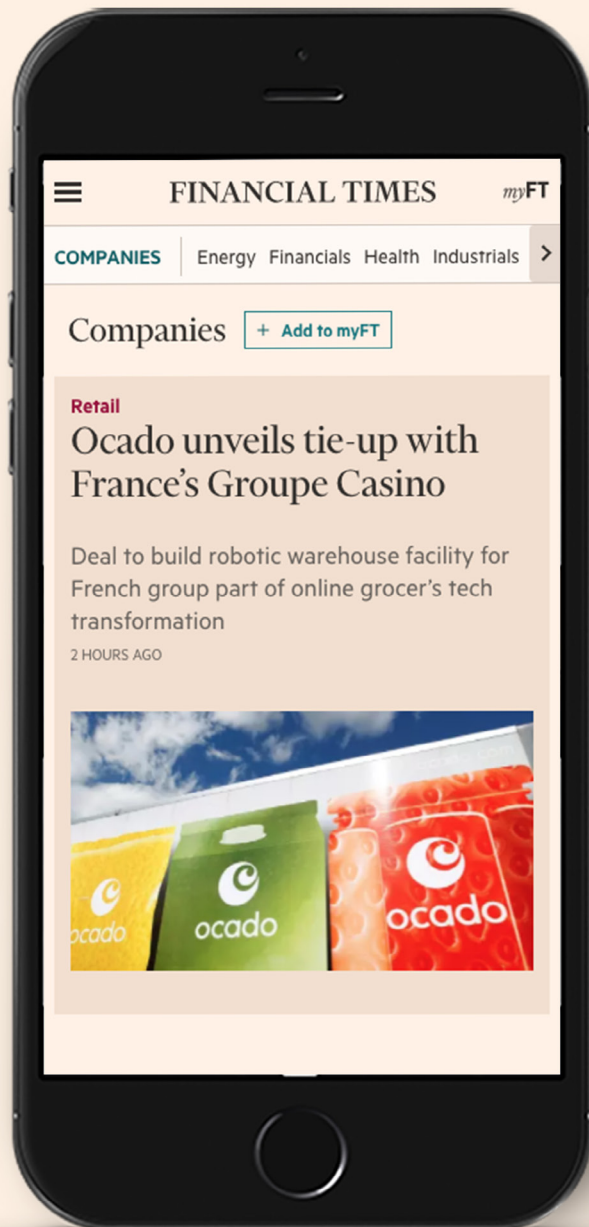 FINANCIAL TIMES
myFT
COMPANIES
Energy Financials Health Industrials
Companies
+ Add to myFT
Retail
Ocado unveils tie-up with
France's Groupe Casino
Deal to build robotic warehouse facility for
French group part of online grocer's tech
transformation
2 HOURS AGO
ocado
ocado
ocado